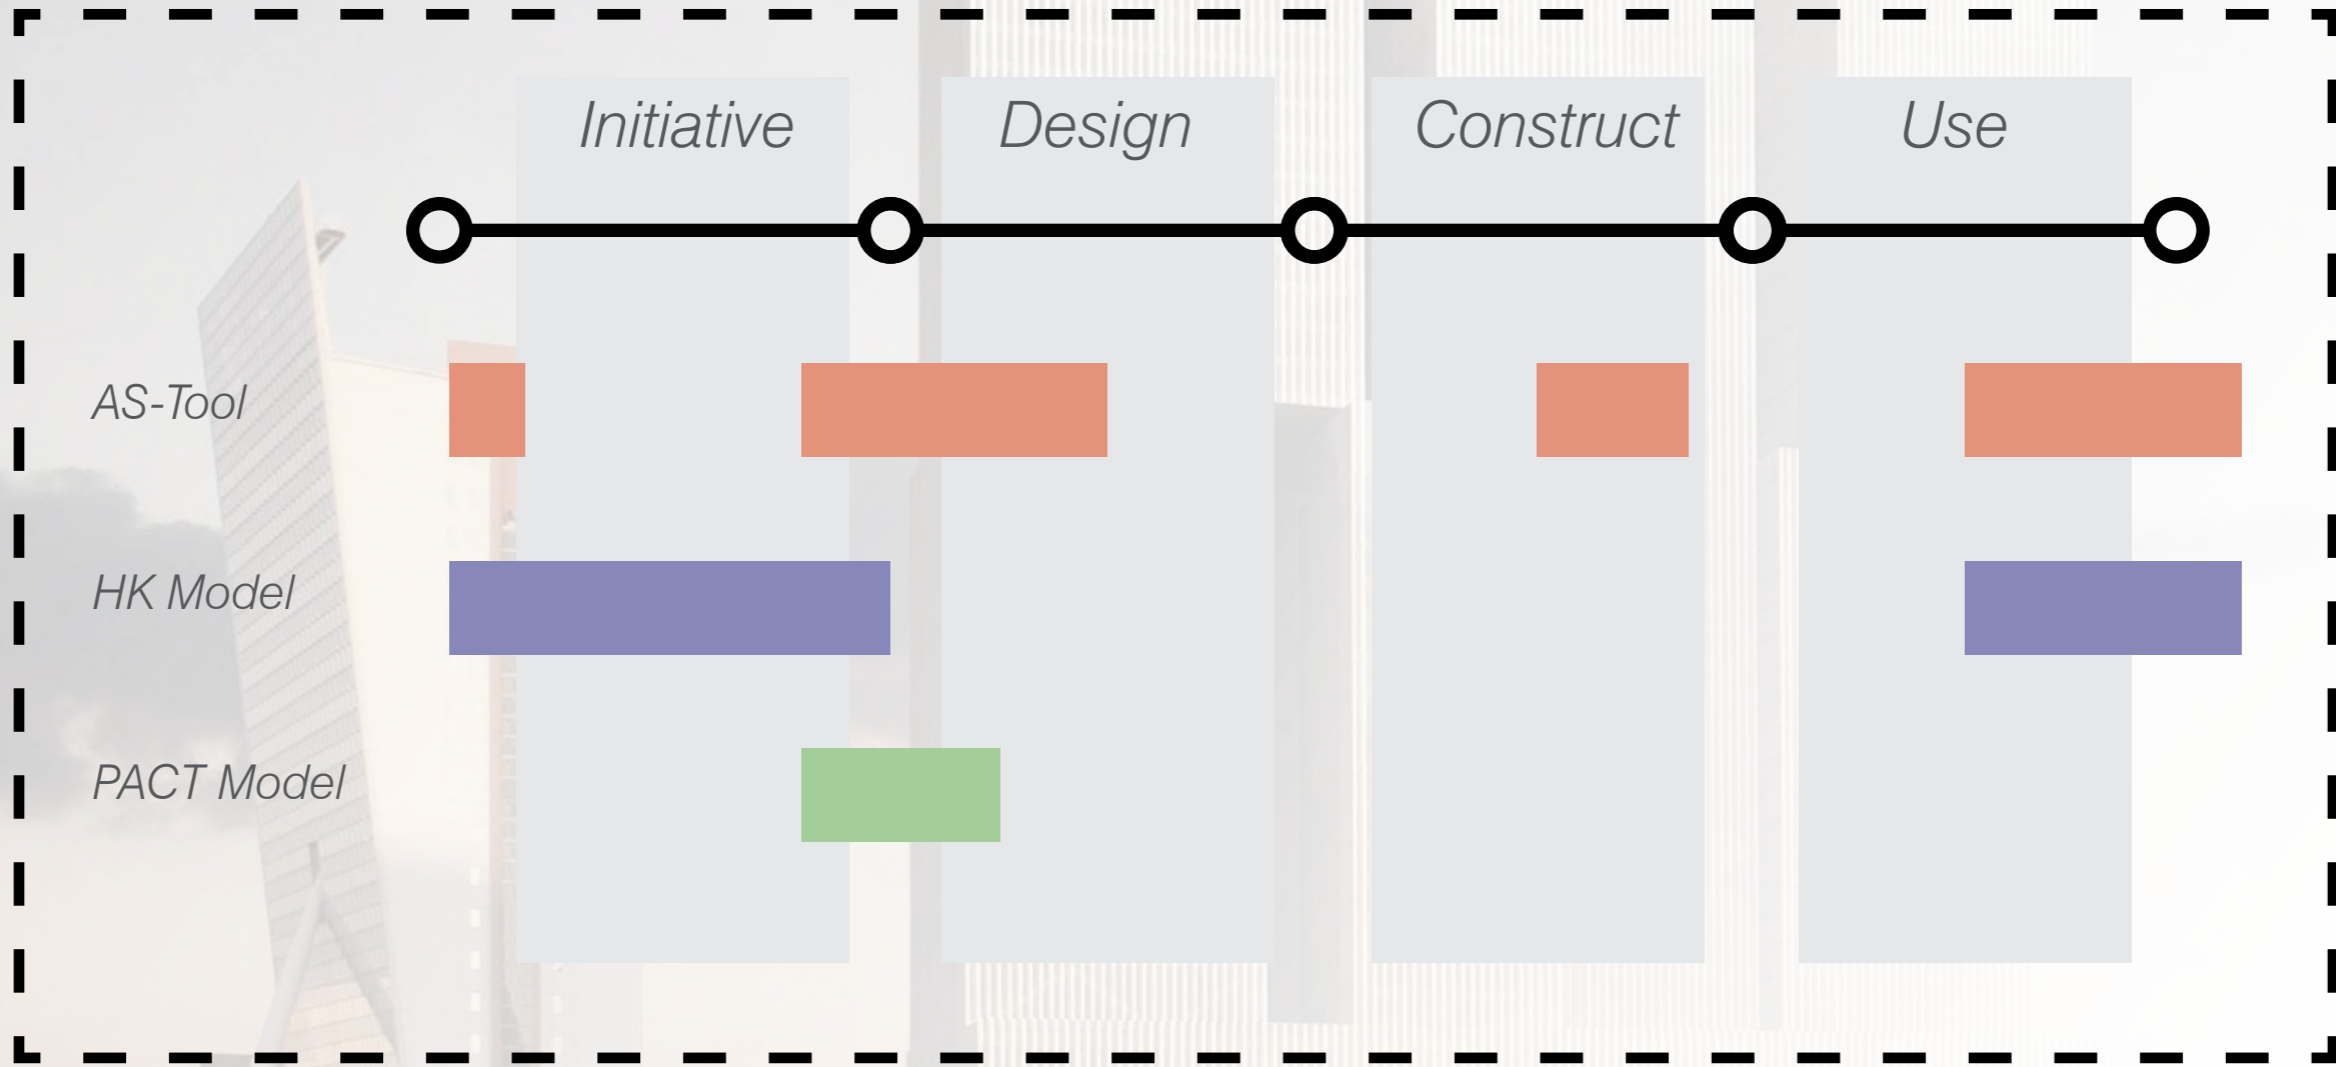 Initiative
Design
Construct
Use
AS-Tool
HK Model
PACT Model